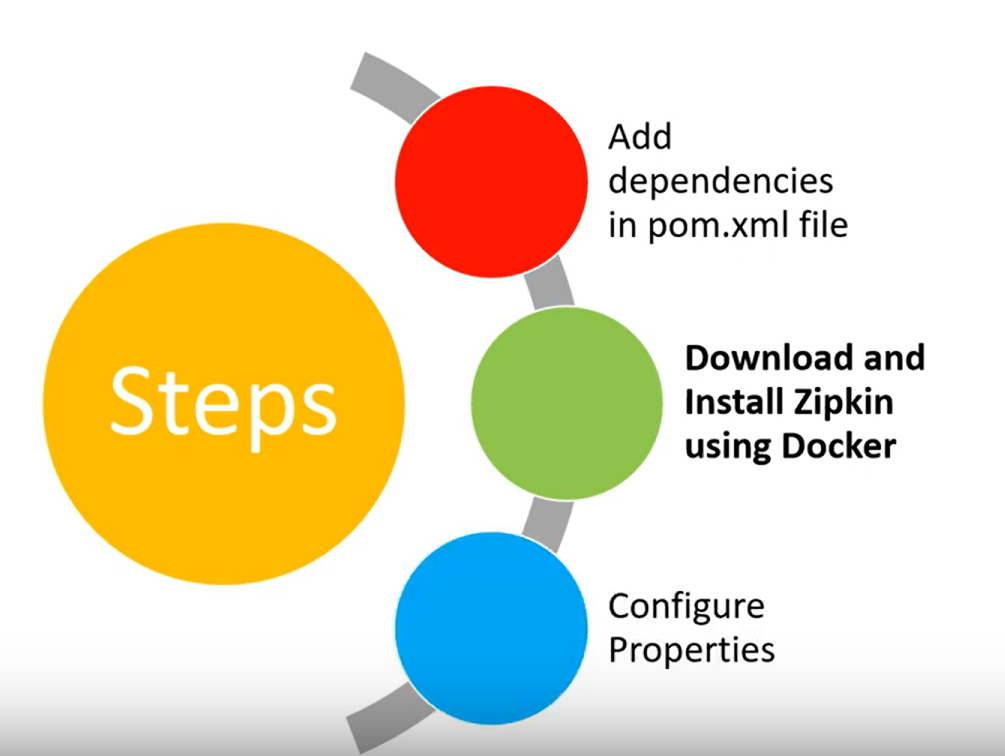 Steps
Add
dependencies
in pom.xml file
Download and
Install Zipkin
using Docker
Configure
Properties